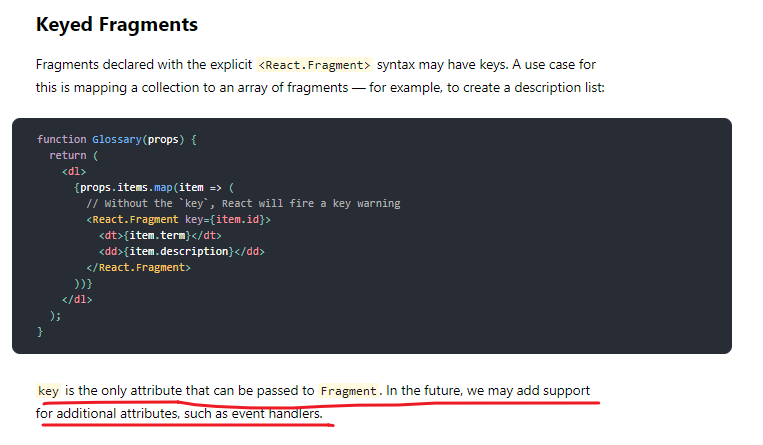 Keyed Fragments
Fragments declared with the explicit <React.Fragment> syntax may have keys. A use case for
this is mapping a collection to an array of fragments — for example, to create a description list:
function Glossary(props) {
  return (
    <dl>
      {props.items.map(item => (
        // Without the `key`, React will fire a key warning
        <React.Fragment key={item.id}>
          <dt>{item.term}</dt>
          <dd>{item.description}</dd>
        </React.Fragment>
      ))}
    </dl>
  );
}
key is the only attribute that can be passed to Fragment. In the future, we may add support
for additional attributes, such as event handlers.